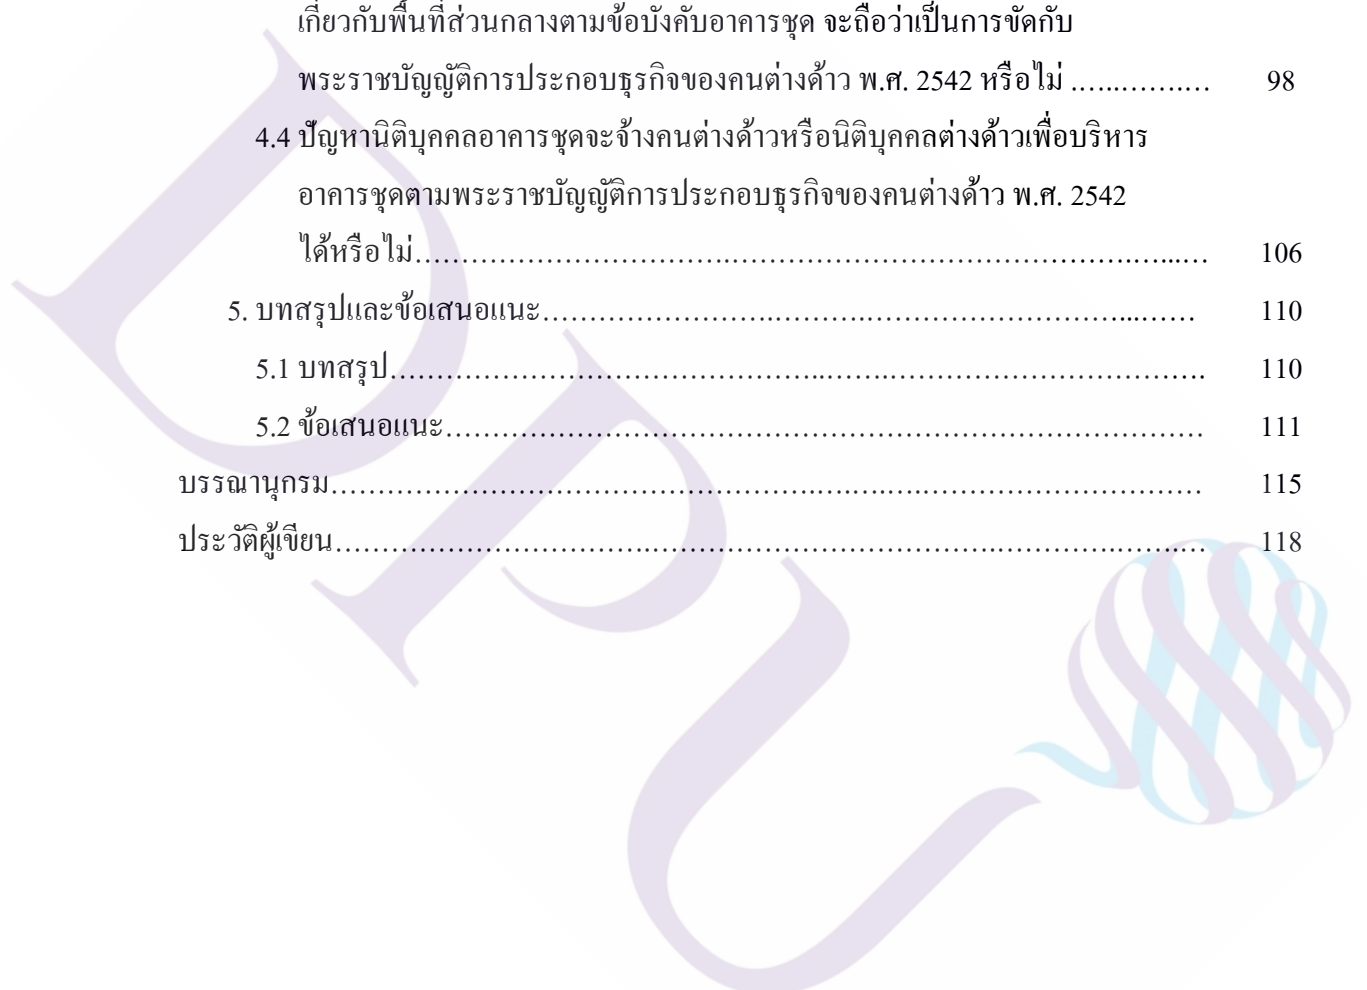 เกี่ยวกับพื้นที่ส่วนกลางตามข้อบังคับอาคารชุด จะถือว่าเป็นการขัดกับ
พระราชบัญญัติการประกอบธุรกิจของคนต่างด้าว พ.ศ. 2542 หรือไม่ …..…….… 98
4.4 ปัญหานิติบุคคลอาคารชุดจะจ้างคนต่างด้าวหรือนิติบุคคลต่างด้าวเพื่อบริหาร
อาคารชุดตามพระราชบัญญัติการประกอบธุรกิจของคนต่างด้าว พ.ศ. 2542
ได้หรือไม่………………………….……………………………….…...… 106
5. บทสรุปและข้อเสนอแนะ………………….……….……………………...…… 110
5.1 บทสรุป……………………………………...…….…………………………. 110
5.2 ข้อเสนอแนะ……………………………………………………………… 111
บรรณานุกรม……………………………………….….….………………………… 115
ประวัติผู้เขียน………………………….…………………………….………….…….… 118
DPU